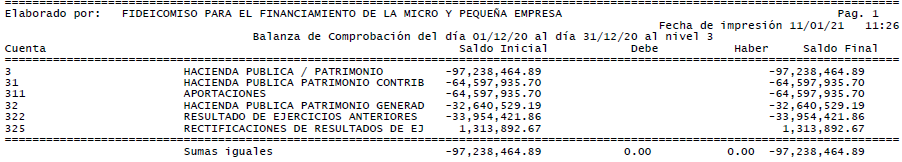 Elaborado por: FIDEICOMISO PARA EL FINANCIAMIENTO DE LA MICRO Y PEQUEÑA EMPRESA Pag. 1
Fecha de impresión 11/01/21 11:26
Balanza de Comprobación del día 01/12/20 al día 31/12/20 al nivel 3
Cuenta Saldo Inicial Debe Haber Saldo Final
3 HACIENDA PUBLICA / PATRIMONIO -97,238,464.89 -97,238,464.89
31 HACIENDA PUBLICA PATRIMONIO CONTRIB -64,597,935.70 -64,597,935.70
311 APORTACIONES -64,597,935.70 -64,597,935.70
32 HACIENDA PUBLICA PATRIMONIO GENERAD -32,640,529.19 -32,640,529.19
322 RESULTADO DE EJERCICIOS ANTERIORES -33,954,421.86 -33,954,421.86
325 RECTIFICACIONES DE RESULTADOS DE EJ 1,313,892.67 1,313,892.67
Sumas iguales -97,238,464.89 0.00 0.00 -97,238,464.89